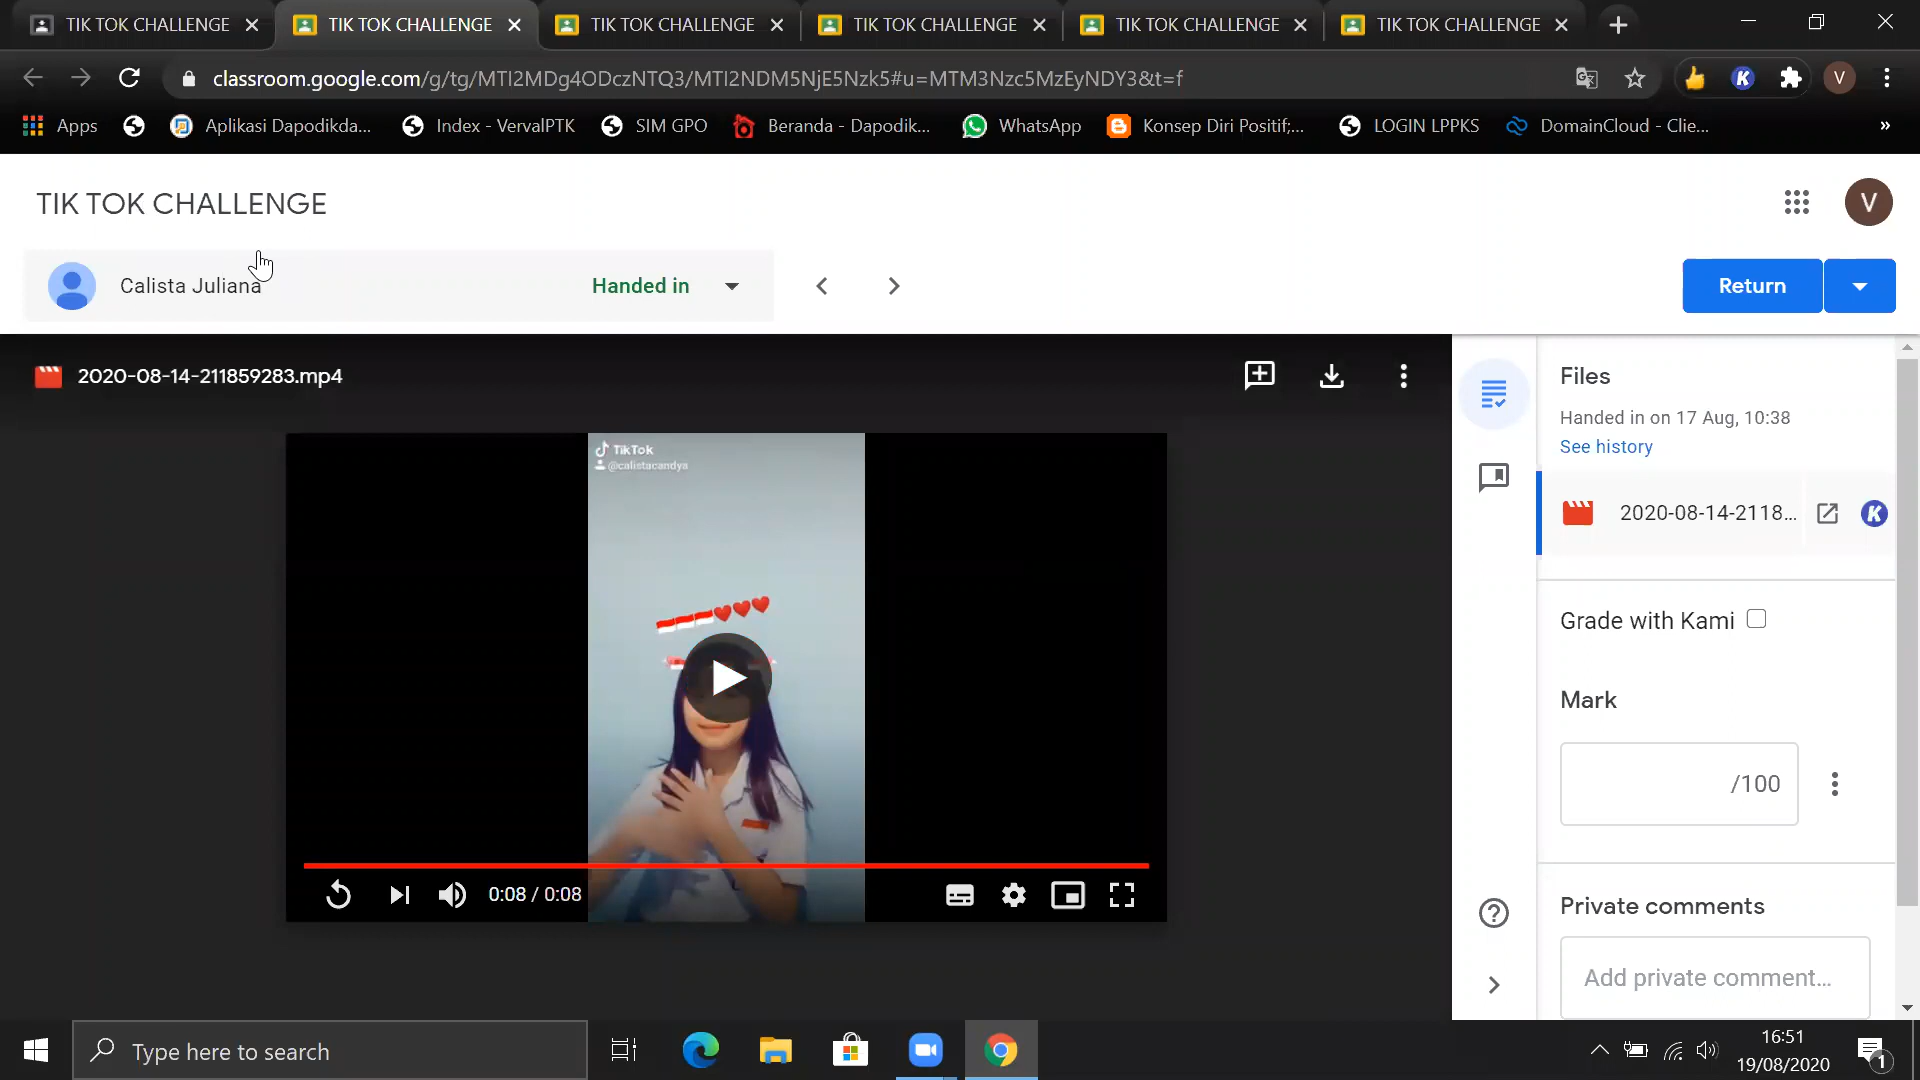 TIK TOK CHALLENGE
TIK TOK CHALLENGE
TIK TOK CHALLENGE
TIK TOK CHALLENGE
TIK TOK CHALLENGE
TIK TOK CHALLENGE
classroom.google.com/g/tg/MTI2MDg4ODczNTQ3/MTI2NDM5NjE5Nzk5#u=MTM3Nzc5MzEyNDY3&t=f
K
V
Apps
Aplikasi Dapodikda...
Index - VervalPTK
SIM GPO
Beranda - Dapodik...
WhatsApp
Konsep Diri Positif;...
LOGIN LPPKS
DomainCloud - Clie...
»
TIK TOK CHALLENGE
V
Calista Juliana
Handed in
Return
2020-08-14-211859283.mp4
TikTok
@calistacandya
0:08 / 0:08
Files
Handed in on 17 Aug, 10:38
See history
2020-08-14-2118...
K
Grade with Kami
Mark
/100
Private comments
Add private comment...
Type here to search
16:51
19/08/2020
1